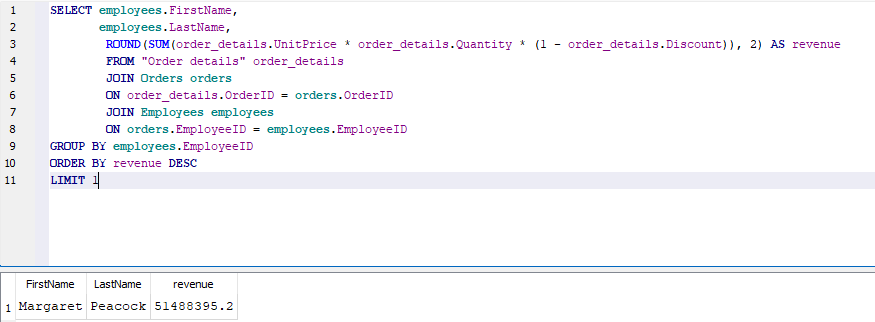 1 SELECT employees.FirstName,
2 employees.LastName,
3 ROUND(SUM(order_details.UnitPrice * order_details.Quantity * (1 - order_details.Discount)), 2) AS revenue
4 FROM "Order details" order_details
5 JOIN Orders orders
6 ON order_details.OrderID = orders.OrderID
7 JOIN Employees employees
8 ON orders.EmployeeID = employees.EmployeeID
9 GROUP BY employees.EmployeeID
10 ORDER BY revenue DESC
11 LIMIT 1
FirstName LastName revenue
1 Margaret Peacock 51488395.2